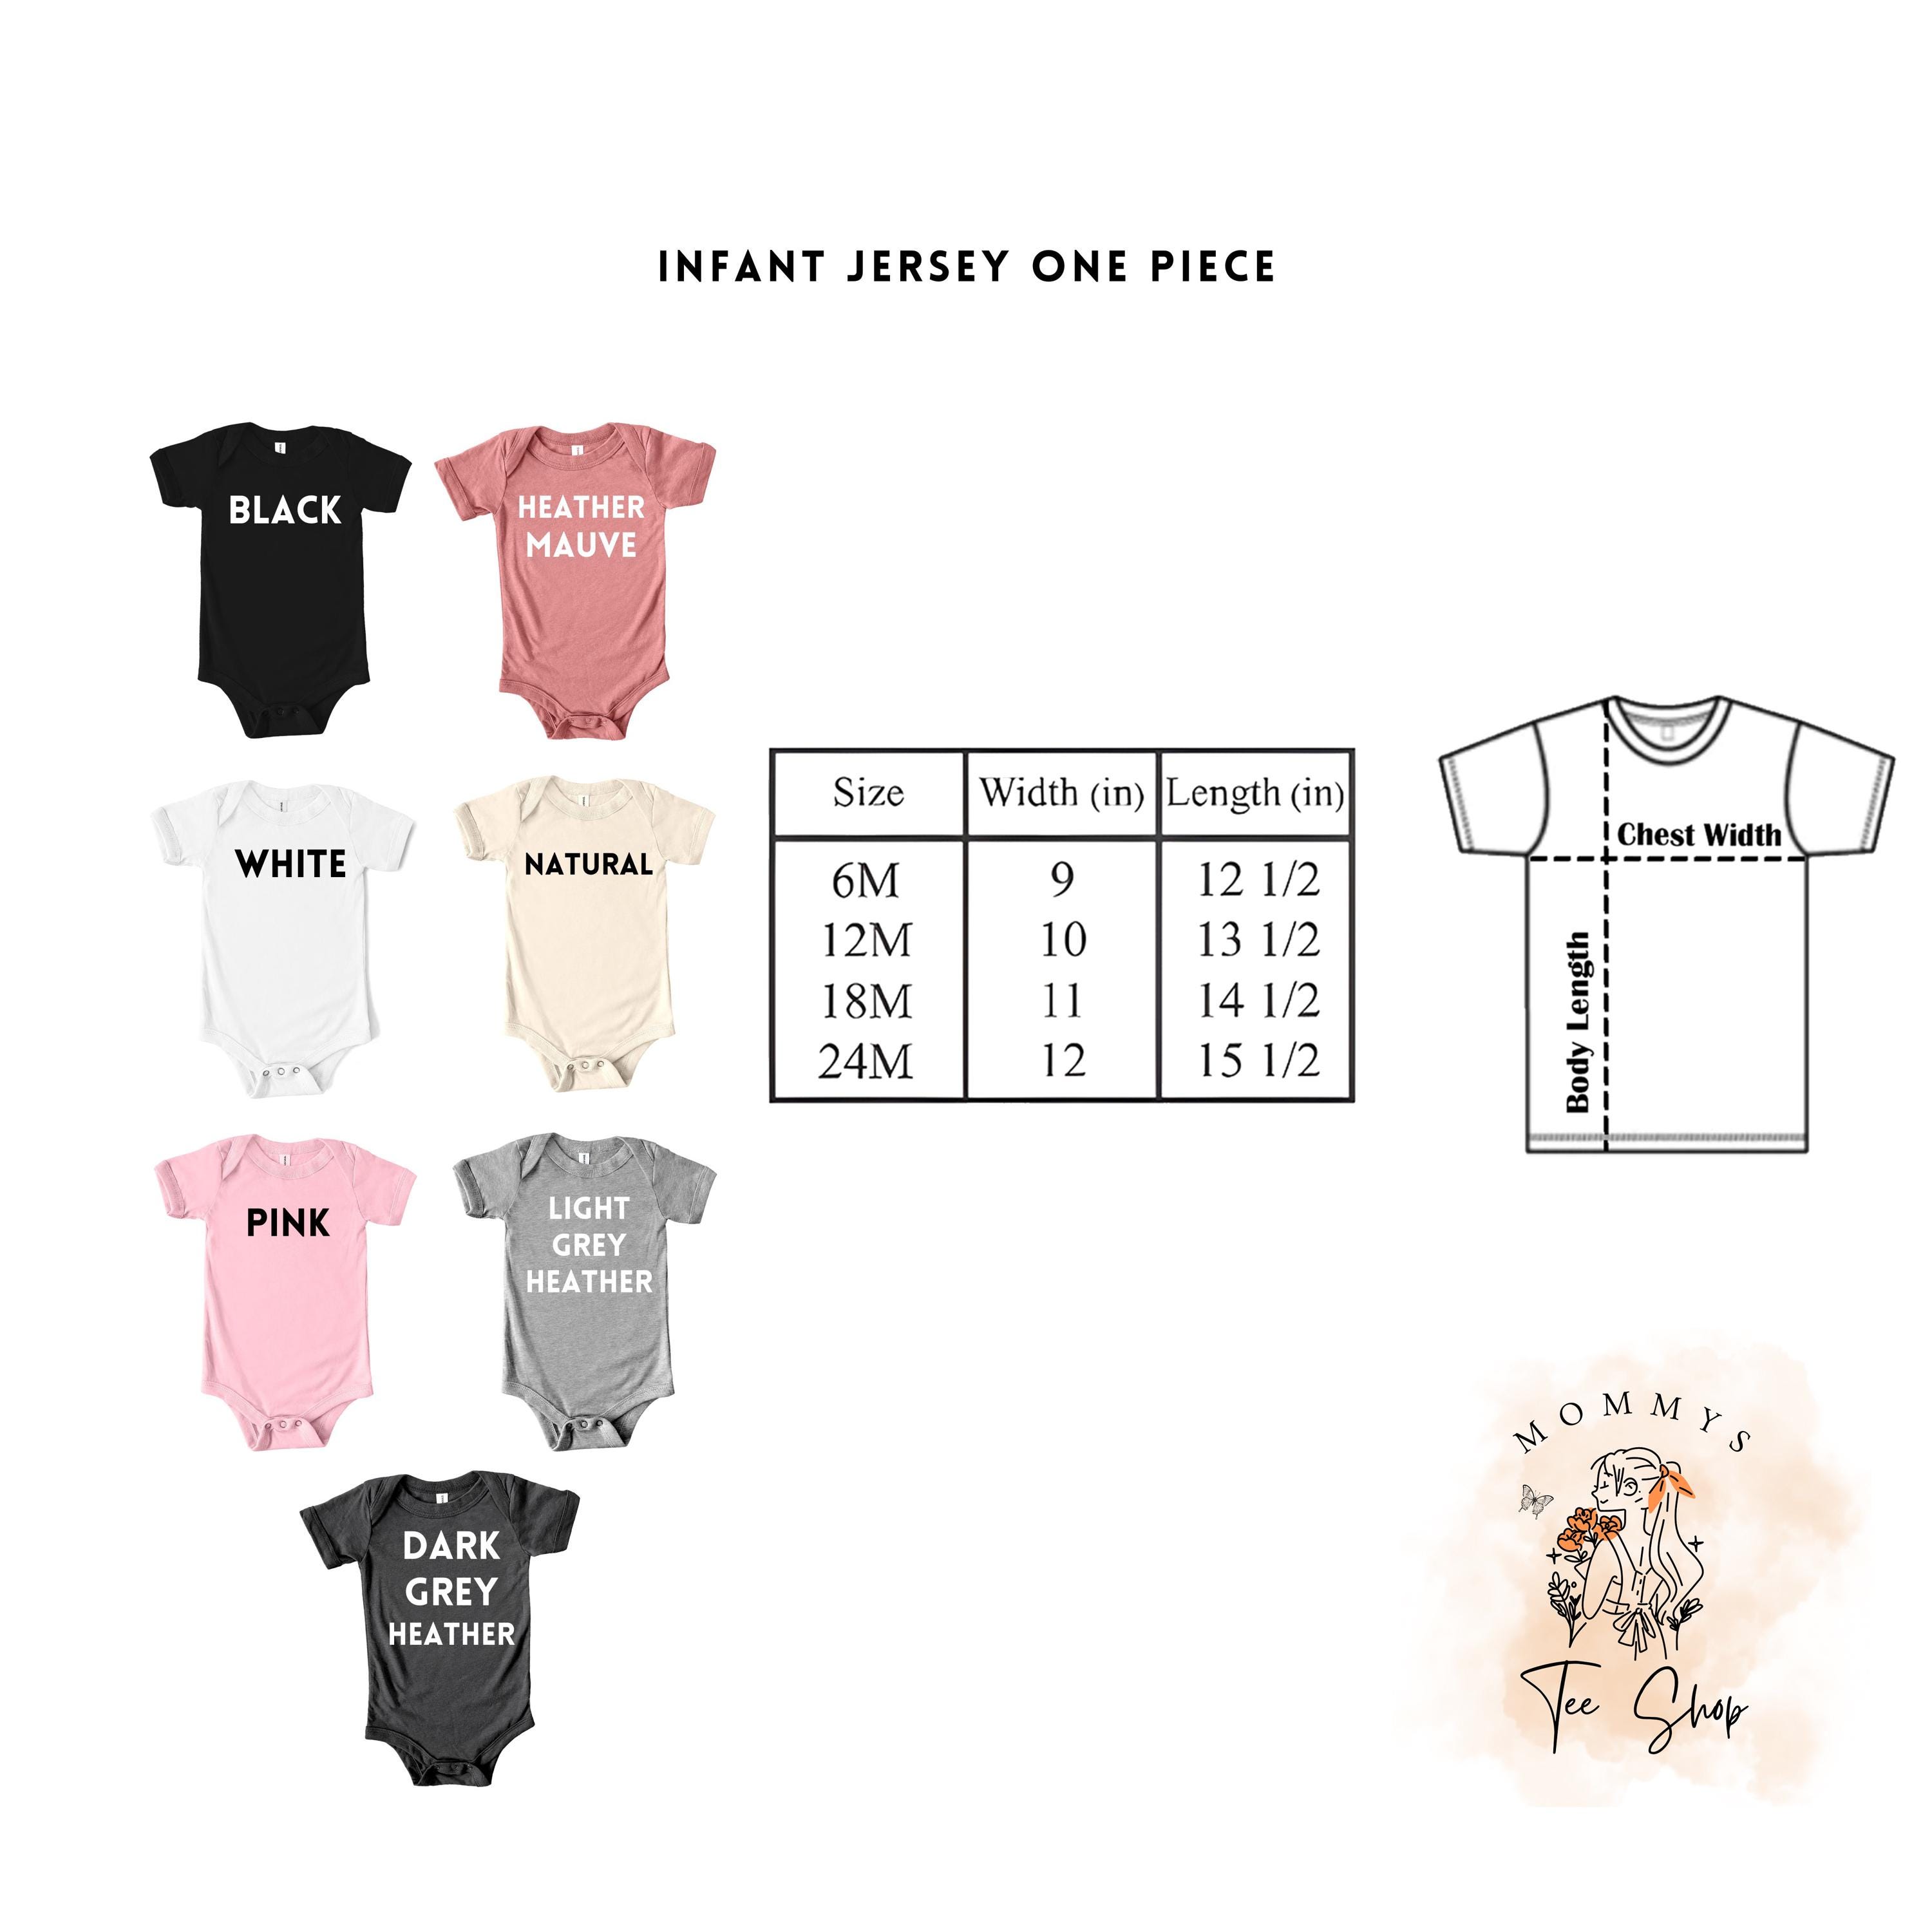 INFANT JERSEY ONE PIECE
BLACK
HEATHER
MAUVE
WHITE
NATURAL
PINK
LIGHT
GREY
HEATHER
DARK
GREY
HEATHER
Size Width (in) Length (in)
6M 9 12 1/2
12M 10 13 1/2
18M 11 14 1/2
24M 12 15 1/2
Chest Width
Body Length
MOMMYS
Tee Shop